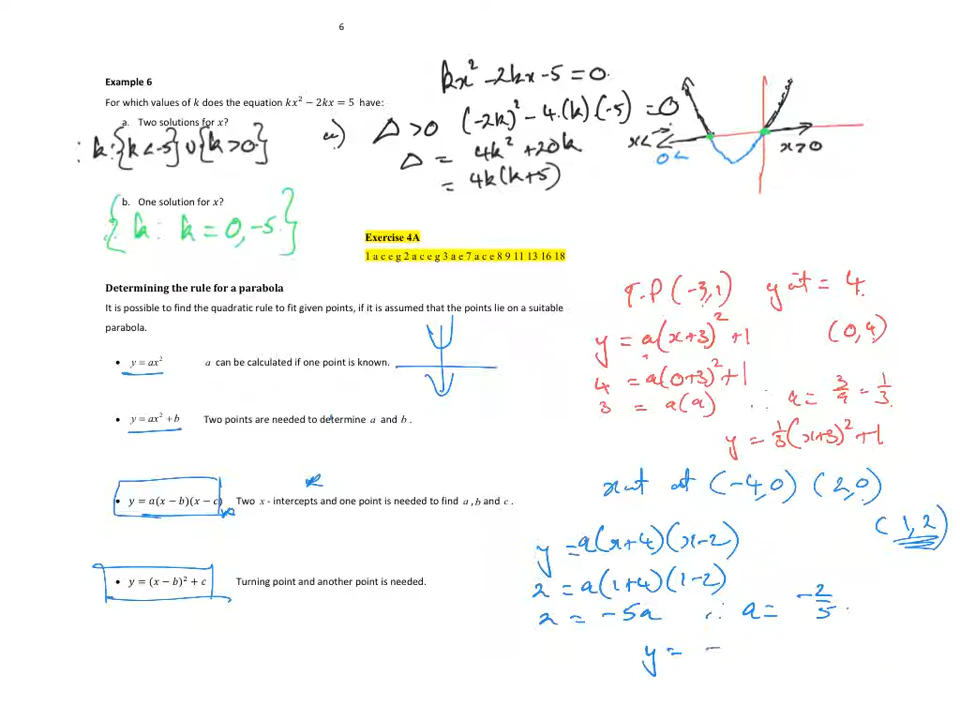 6
Example 6
For which values of k does the equation kx² − 2kx = 5 have:
a. Two solutions for x?
∴ k:{k<-5}∪{k>0}
kx² -2kx -5 = 0
a) Δ>0 (-2k)² - 4.(k)(-5) = 0
Δ = 4k² + 20k
= 4k(k+5)
x<
0<
x>0
b. One solution for x?
{k: k = 0, -5}
Exercise 4A
1 a c e g 2 a c e g 3 a e 7 a c e 8 9 11 13 16 18
Determining the rule for a parabola
It is possible to find the quadratic rule to fit given points, if it is assumed that the points lie on a suitable
parabola.
• y = ax² a can be calculated if one point is known.
• y = ax² + b Two points are needed to determine a and b.
• y = a(x − b)(x − c) Two x - intercepts and one point is needed to find a, b and c.
• y = (x − b)² + c Turning point and another point is needed.
T.P (-3,1) y int = 4
y = a(x+3)² + 1 (0,4)
4 = a(0+3)² + 1
3 = a(9) ∴ a = 3/9 = 1/3
y = 1/3(x+3)² + 1
x int at (-4,0) (2,0)
(1,2)
y = a(x+4)(x-2)
2 = a(1+4)(1-2)
2 = -5a ∴ a = -2/5
y = -